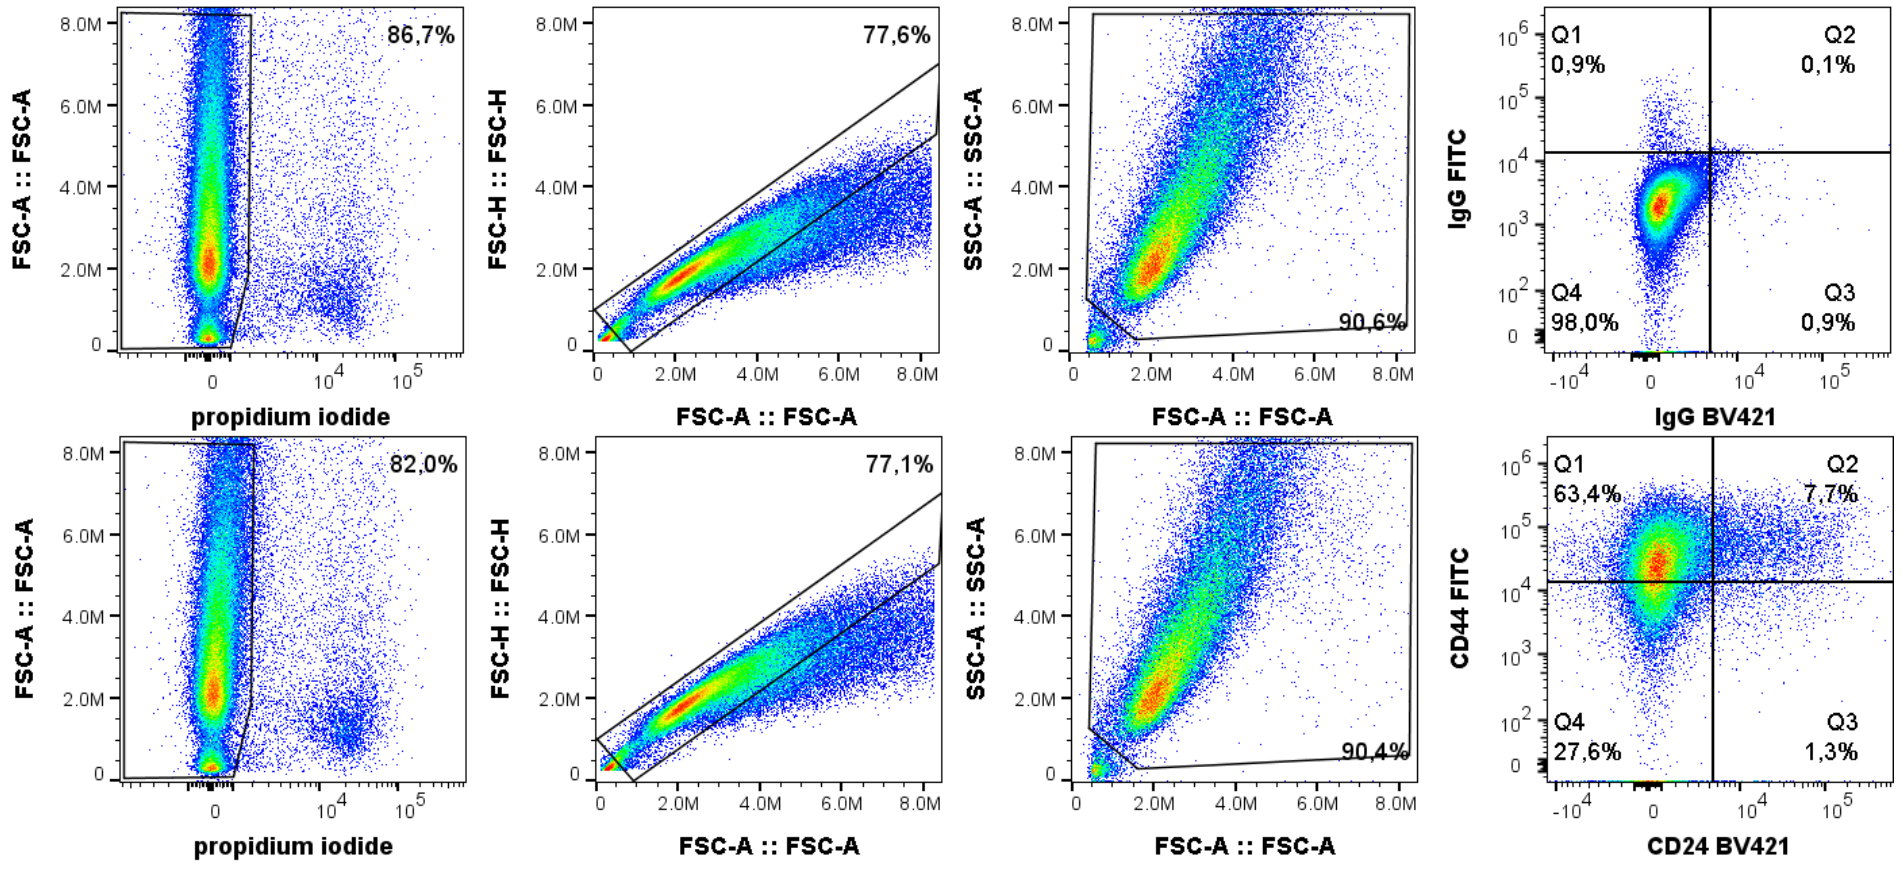 FSC-A :: FSC-A
8.0M
6.0M
4.0M
2.0M
0
86,7%
0 10^4 10^5
propidium iodide
FSC-H :: FSC-H
8.0M
6.0M
4.0M
2.0M
0
77,6%
0 2.0M 4.0M 6.0M 8.0M
FSC-A :: FSC-A
SSC-A :: SSC-A
8.0M
6.0M
4.0M
2.0M
0
90,6%
0 2.0M 4.0M 6.0M 8.0M
FSC-A :: FSC-A
IgG FITC
10^6
10^5
10^4
10^3
10^2
0
Q1
0,9%
Q2
0,1%
Q4
98,0%
Q3
0,9%
-10^4 0 10^4 10^5
IgG BV421
FSC-A :: FSC-A
8.0M
6.0M
4.0M
2.0M
0
82,0%
0 10^4 10^5
propidium iodide
FSC-H :: FSC-H
8.0M
6.0M
4.0M
2.0M
0
77,1%
0 2.0M 4.0M 6.0M 8.0M
FSC-A :: FSC-A
SSC-A :: SSC-A
8.0M
6.0M
4.0M
2.0M
0
90,4%
0 2.0M 4.0M 6.0M 8.0M
FSC-A :: FSC-A
CD44 FITC
10^6
10^5
10^4
10^3
10^2
0
Q1
63,4%
Q2
7,7%
Q4
27,6%
Q3
1,3%
-10^4 0 10^4 10^5
CD24 BV421